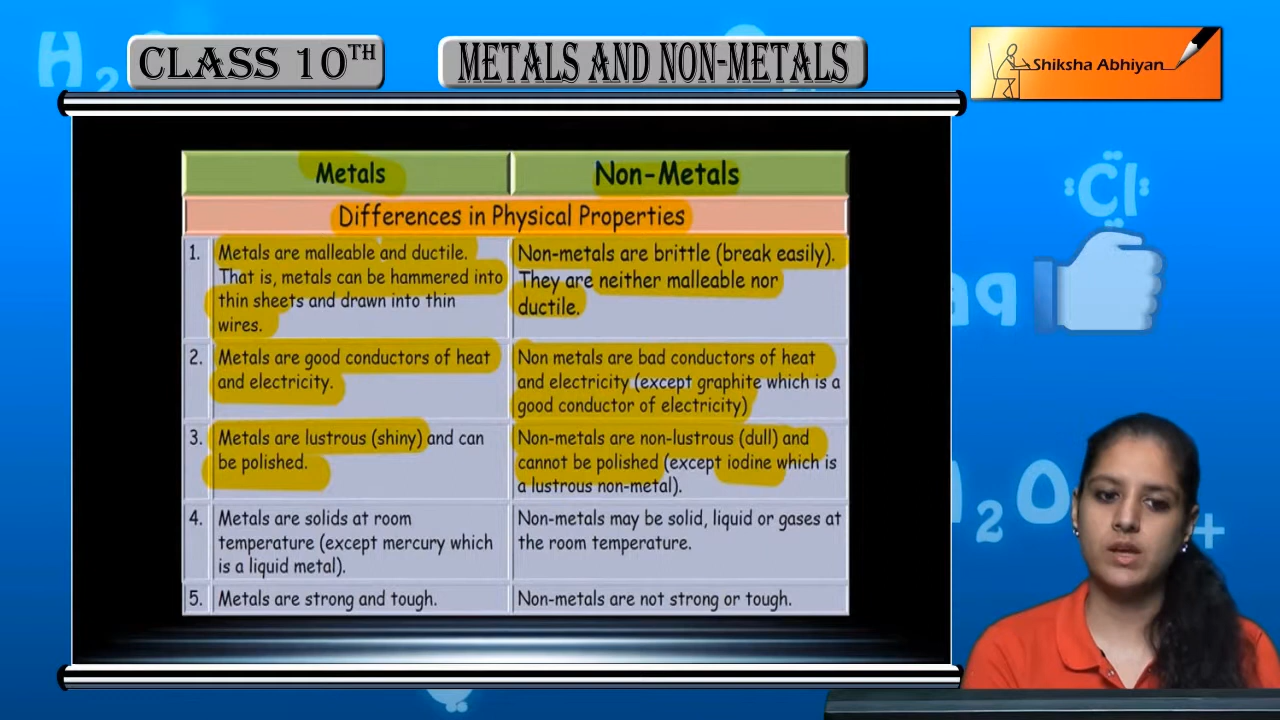 CLASS 10TH
METALS AND NON-METALS
Shiksha Abhiyan
H2
Metals
Non-Metals
Differences in Physical Properties
1.
Metals are malleable and ductile.
That is, metals can be hammered into
thin sheets and drawn into thin
wires.
Non-metals are brittle (break easily).
They are neither malleable nor
ductile.
2.
Metals are good conductors of heat
and electricity.
Non metals are bad conductors of heat
and electricity (except graphite which is a
good conductor of electricity)
3.
Metals are lustrous (shiny) and can
be polished.
Non-metals are non-lustrous (dull) and
cannot be polished (except iodine which is
a lustrous non-metal).
4.
Metals are solids at room
temperature (except mercury which
is a liquid metal).
Non-metals may be solid, liquid or gases at
the room temperature.
5.
Metals are strong and tough.
Non-metals are not strong or tough.
:Cl:
2O
+